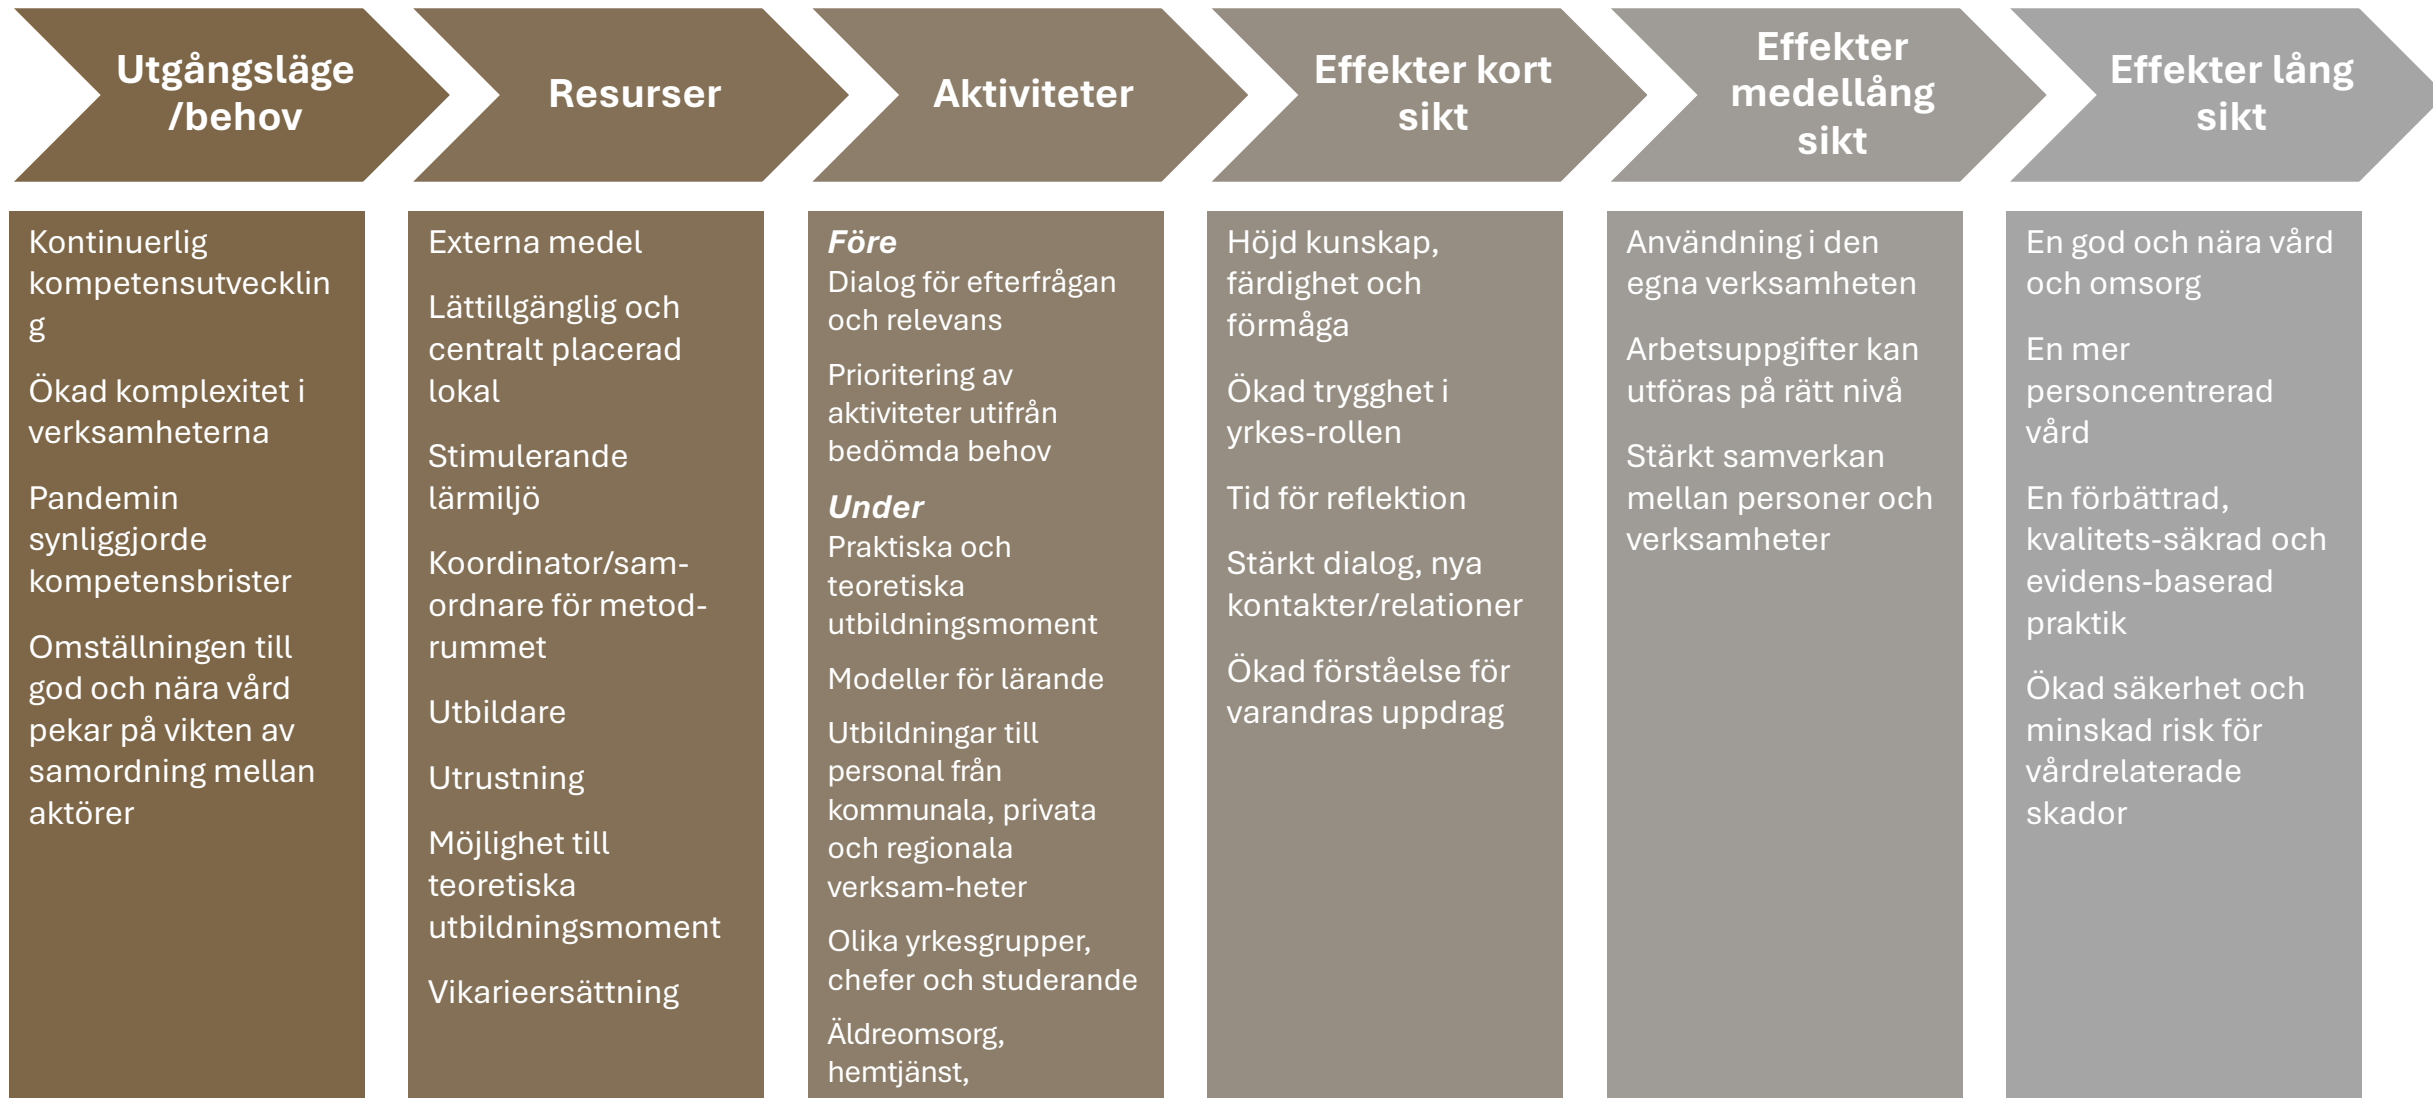 Utgångsläge
/behov
Resurser
Aktiviteter
Effekter kort
sikt
Effekter
medellång
sikt
Effekter lång
sikt
Kontinuerlig
kompetensutvecklin
g
Ökad komplexitet i
verksamheterna
Pandemin
synliggjorde
kompetensbrister
Omställningen till
god och nära vård
pekar på vikten av
samordning mellan
aktörer
Externa medel
Lättillgänglig och
centralt placerad
lokal
Stimulerande
lärmiljö
Koordinator/sam-
ordnare för metod-
rummet
Utbildare
Utrustning
Möjlighet till
teoretiska
utbildningsmoment
Vikarieersättning
Före
Dialog för efterfrågan
och relevans
Prioritering av
aktiviteter utifrån
bedömda behov
Under
Praktiska och
teoretiska
utbildningsmoment
Modeller för lärande
Utbildningar till
personal från
kommunala, privata
och regionala
verksam-heter
Olika yrkesgrupper,
chefer och studerande
Äldreomsorg,
hemtjänst,
Höjd kunskap,
färdighet och
förmåga
Ökad trygghet i
yrkes-rollen
Tid för reflektion
Stärkt dialog, nya
kontakter/relationer
Ökad förståelse för
varandras uppdrag
Användning i den
egna verksamheten
Arbetsuppgifter kan
utföras på rätt nivå
Stärkt samverkan
mellan personer och
verksamheter
En god och nära vård
och omsorg
En mer
personcentrerad
vård
En förbättrad,
kvalitets-säkrad och
evidens-baserad
praktik
Ökad säkerhet och
minskad risk för
vårdrelaterade
skador